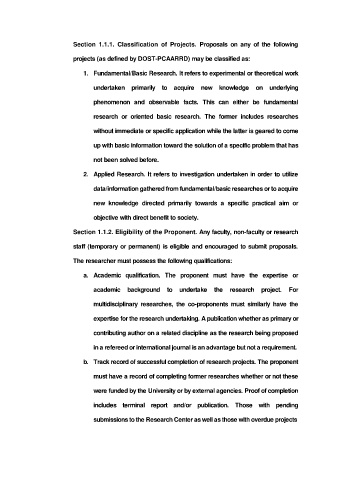 Section 1.1.1. Classification of Projects. Proposals on any of the following
projects (as defined by DOST-PCAARRD) may be classified as:
1. Fundamental/Basic Research. It refers to experimental or theoretical work
undertaken primarily to acquire new knowledge on underlying
phenomenon and observable facts. This can either be fundamental
research or oriented basic research. The former includes researches
without immediate or specific application while the latter is geared to come
up with basic information toward the solution of a specific problem that has
not been solved before.
2. Applied Research. It refers to investigation undertaken in order to utilize
data/information gathered from fundamental/basic researches or to acquire
new knowledge directed primarily towards a specific practical aim or
objective with direct benefit to society.
Section 1.1.2. Eligibility of the Proponent. Any faculty, non-faculty or research
staff (temporary or permanent) is eligible and encouraged to submit proposals.
The researcher must possess the following qualifications:
a. Academic qualification. The proponent must have the expertise or
academic background to undertake the research project. For
multidisciplinary researches, the co-proponents must similarly have the
expertise for the research undertaking. A publication whether as primary or
contributing author on a related discipline as the research being proposed
in a refereed or international journal is an advantage but not a requirement.
b. Track record of successful completion of research projects. The proponent
must have a record of completing former researches whether or not these
were funded by the University or by external agencies. Proof of completion
includes terminal report and/or publication. Those with pending
submissions to the Research Center as well as those with overdue projects